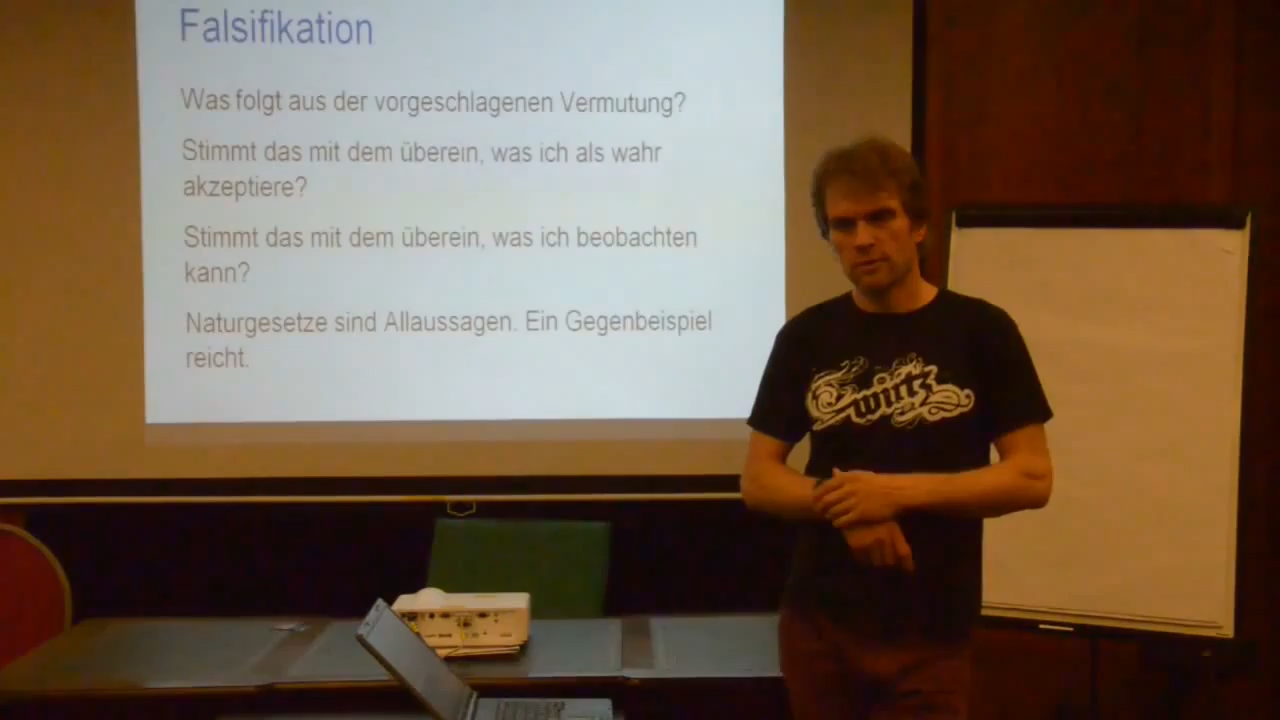 Falsifikation
Was folgt aus der vorgeschlagenen Vermutung?
Stimmt das mit dem überein, was ich als wahr
akzeptiere?
Stimmt das mit dem überein, was ich beobachten
kann?
Naturgesetze sind Allaussagen. Ein Gegenbeispiel
reicht.
wirtz